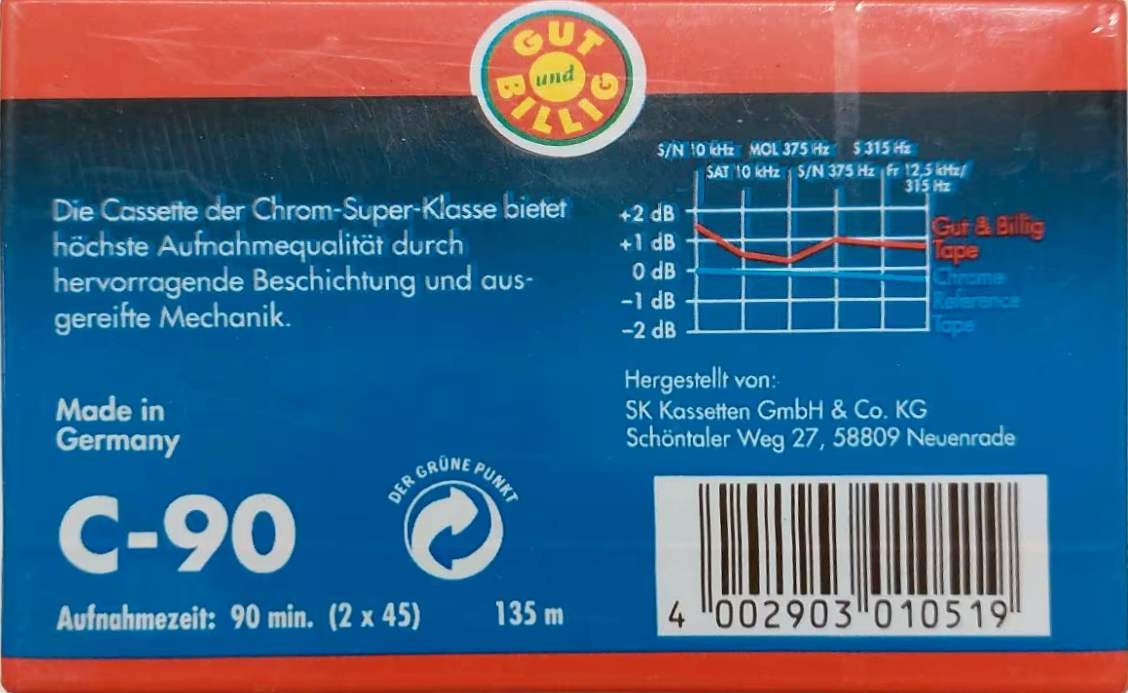 GUT
und
BILLIG
Die Cassette der Chrom-Super-Klasse bietet
höchste Aufnahmequalität durch
hervorragende Beschichtung und aus-
gereifte Mechanik.
S/N 10 kHz MOL 375 Hz S 315 Hz
SAT 10 kHz S/N 375 Hz Fr 12,5 kHz/
315 Hz
+2 dB
+1 dB
0 dB
-1 dB
-2 dB
Gut & Billig
Tape
Chrome
Reference
Tape
Hergestellt von:
SK Kassetten GmbH & Co. KG
Schöntaler Weg 27, 58809 Neuenrade
Made in
Germany
C-90
DER GRÜNE PUNKT
Aufnahmezeit: 90 min. (2 x 45) 135 m
4 002903 010519